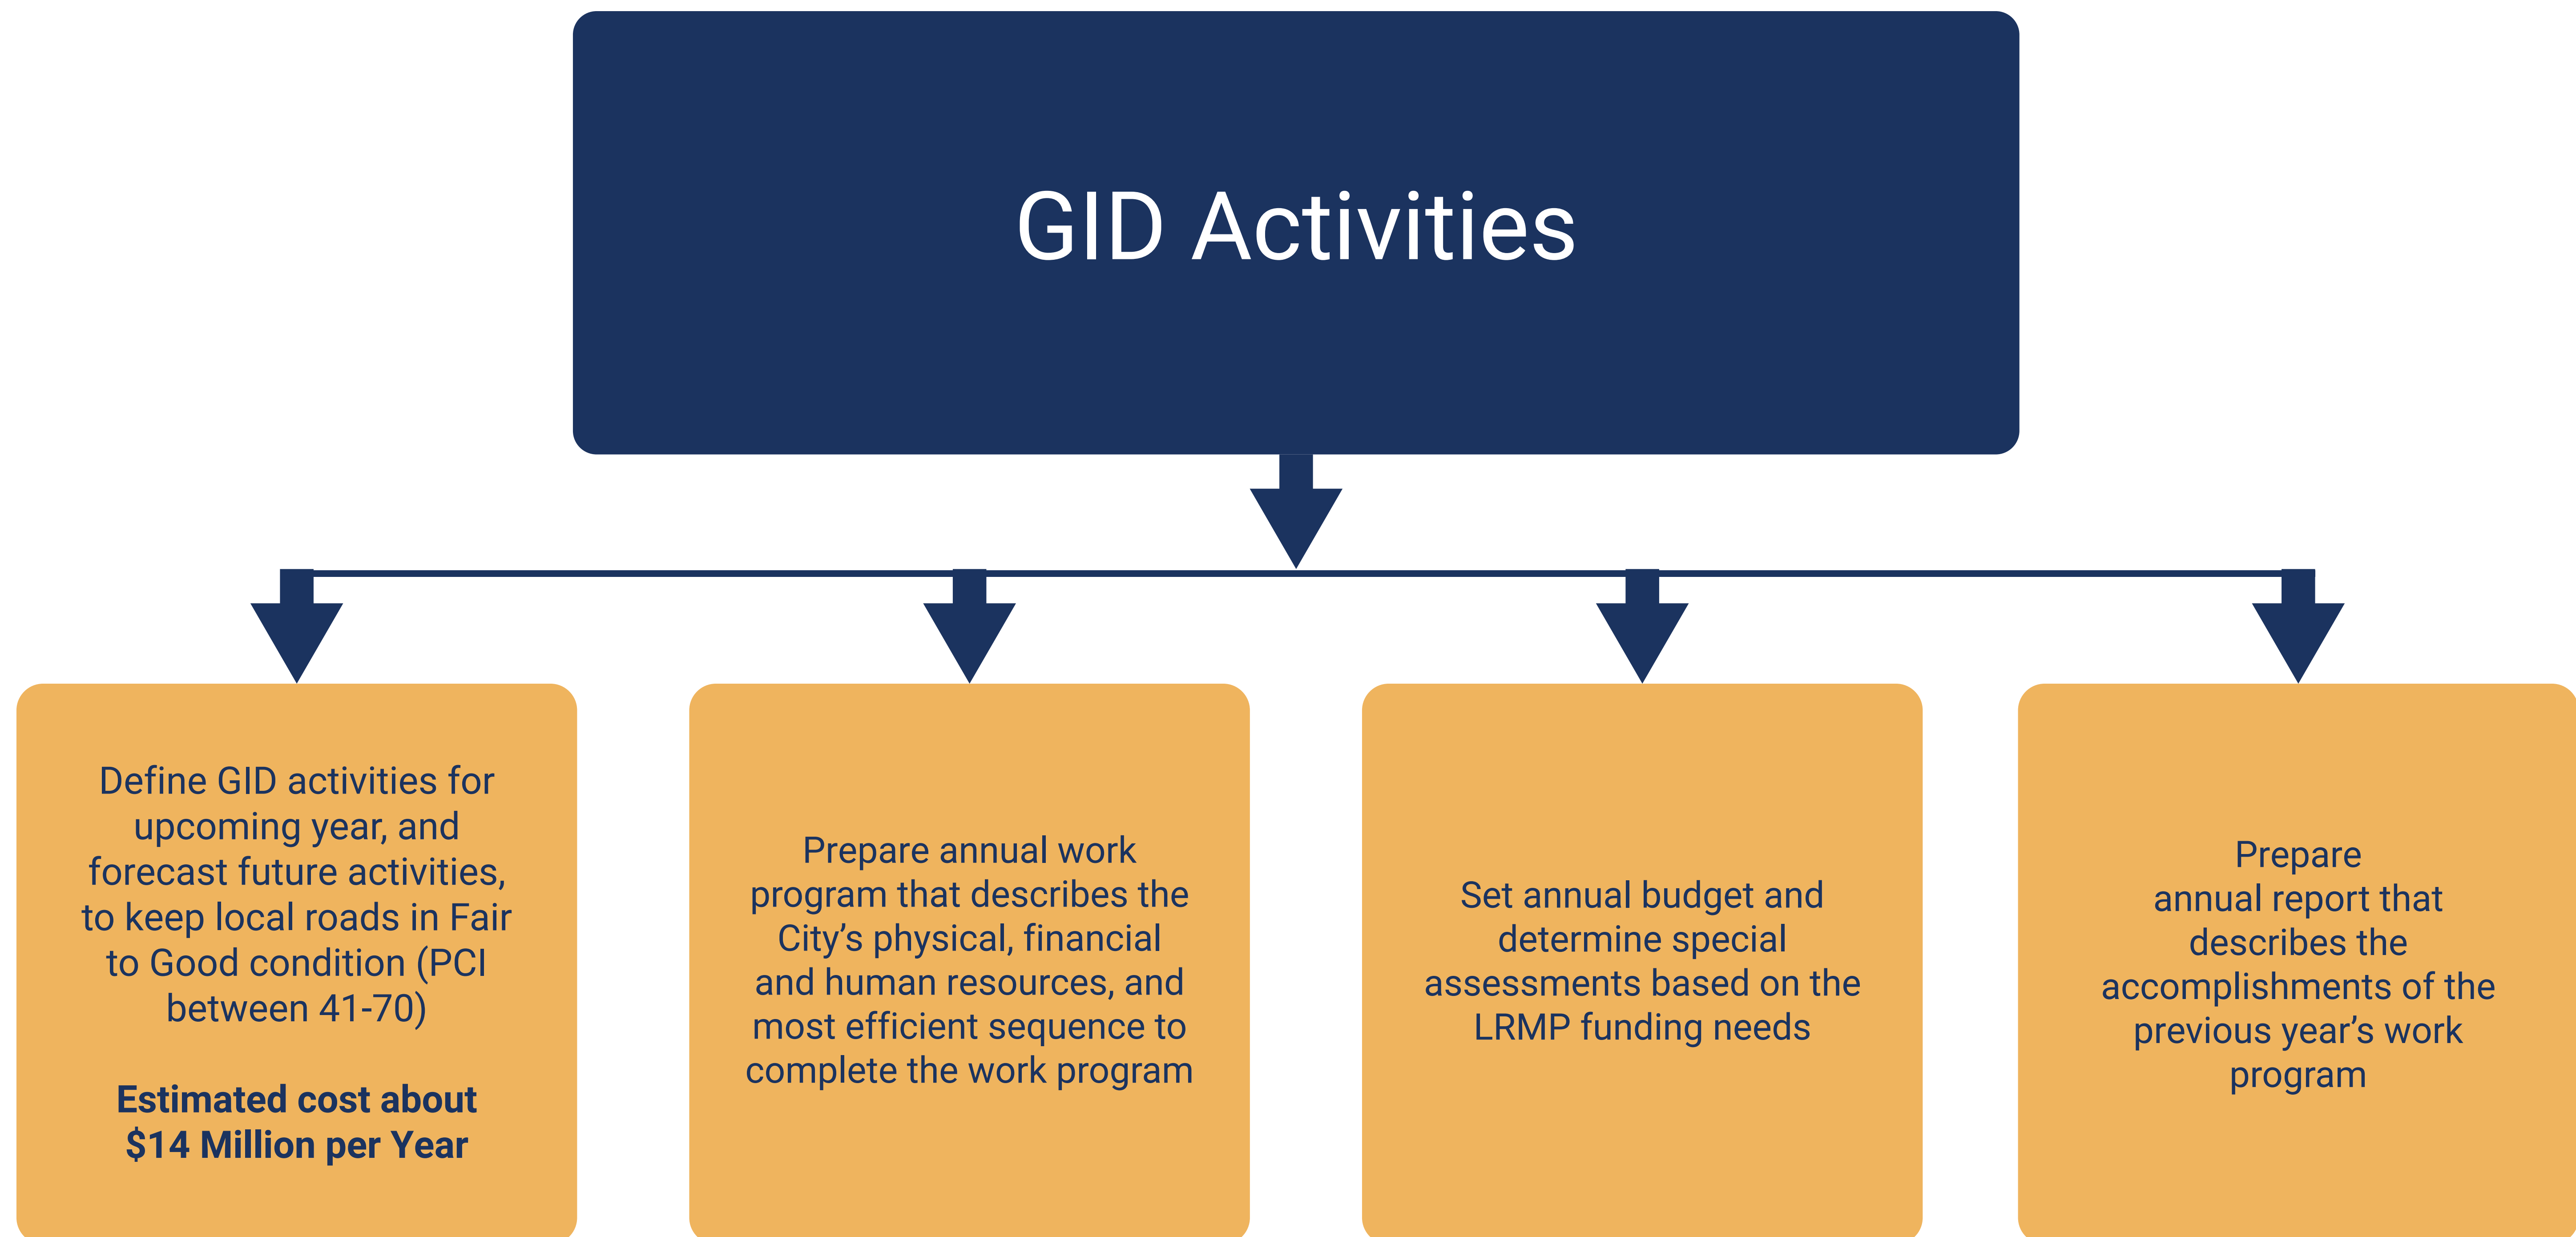 GID Activities
Define GID activities for
upcoming year, and
forecast future activities,
to keep local roads in Fair
to Good condition (PCI
between 41-70)
Estimated cost about
$14 Million per Year
Prepare annual work
program that describes the
City’s physical, financial
and human resources, and
most efficient sequence to
complete the work program
Set annual budget and
determine special
assessments based on the
LRMP funding needs
Prepare
annual report that
describes the
accomplishments of the
previous year’s work
program